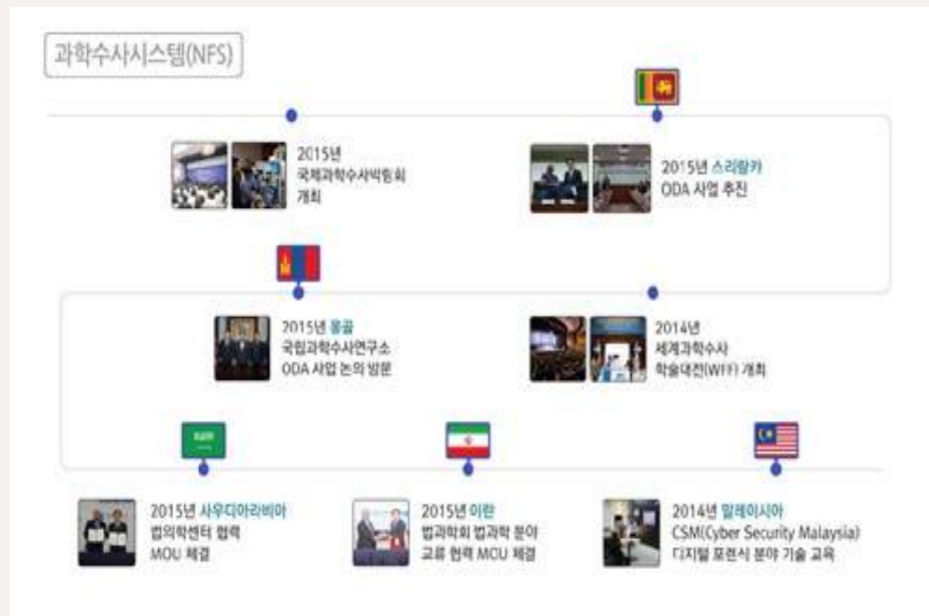 과학수사시스템(NFS)
2015년
국제과학수사박람회
개최
2015년 스리랑카
ODA 사업 추진
2015년 몽골
국립과학수사연구소
ODA 사업 논의 방문
2014년
세계과학수사
학술대전(WFF) 개최
2015년 사우디아라비아
법의학센터 협력
MOU 체결
2015년 이란
법과학회 법과학 분야
교류 협력 MOU 체결
2014년 말레이시아
CSM(Cyber Security Malaysia)
디지털 포렌식 분야 기술 교육